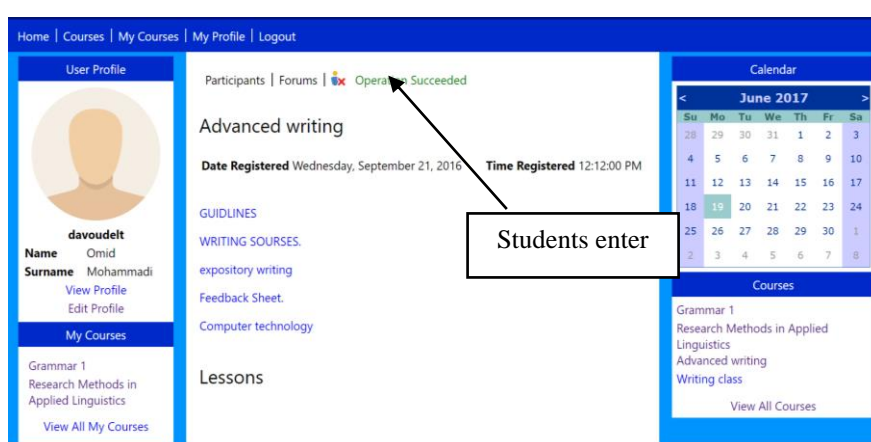 Home | Courses | My Courses | My Profile | Logout
User Profile
davoudelt
Name Omid
Surname Mohammadi
View Profile
Edit Profile
My Courses
Grammar 1
Research Methods in
Applied Linguistics
View All My Courses
Participants | Forums | Operation Succeeded
Advanced writing
Date Registered Wednesday, September 21, 2016 Time Registered 12:12:00 PM
GUIDLINES
WRITING SOURSES.
expository writing
Feedback Sheet.
Computer technology
Lessons
Students enter
Calendar
< June 2017 >
Su Mo Tu We Th Fr Sa
28 29 30 31 1 2 3
4 5 6 7 8 9 10
11 12 13 14 15 16 17
18 19 20 21 22 23 24
25 26 27 28 29 30 1
2 3 4 5 6 7 8
Courses
Grammar 1
Research Methods in Applied
Linguistics
Advanced writing
Writing class
View All Courses